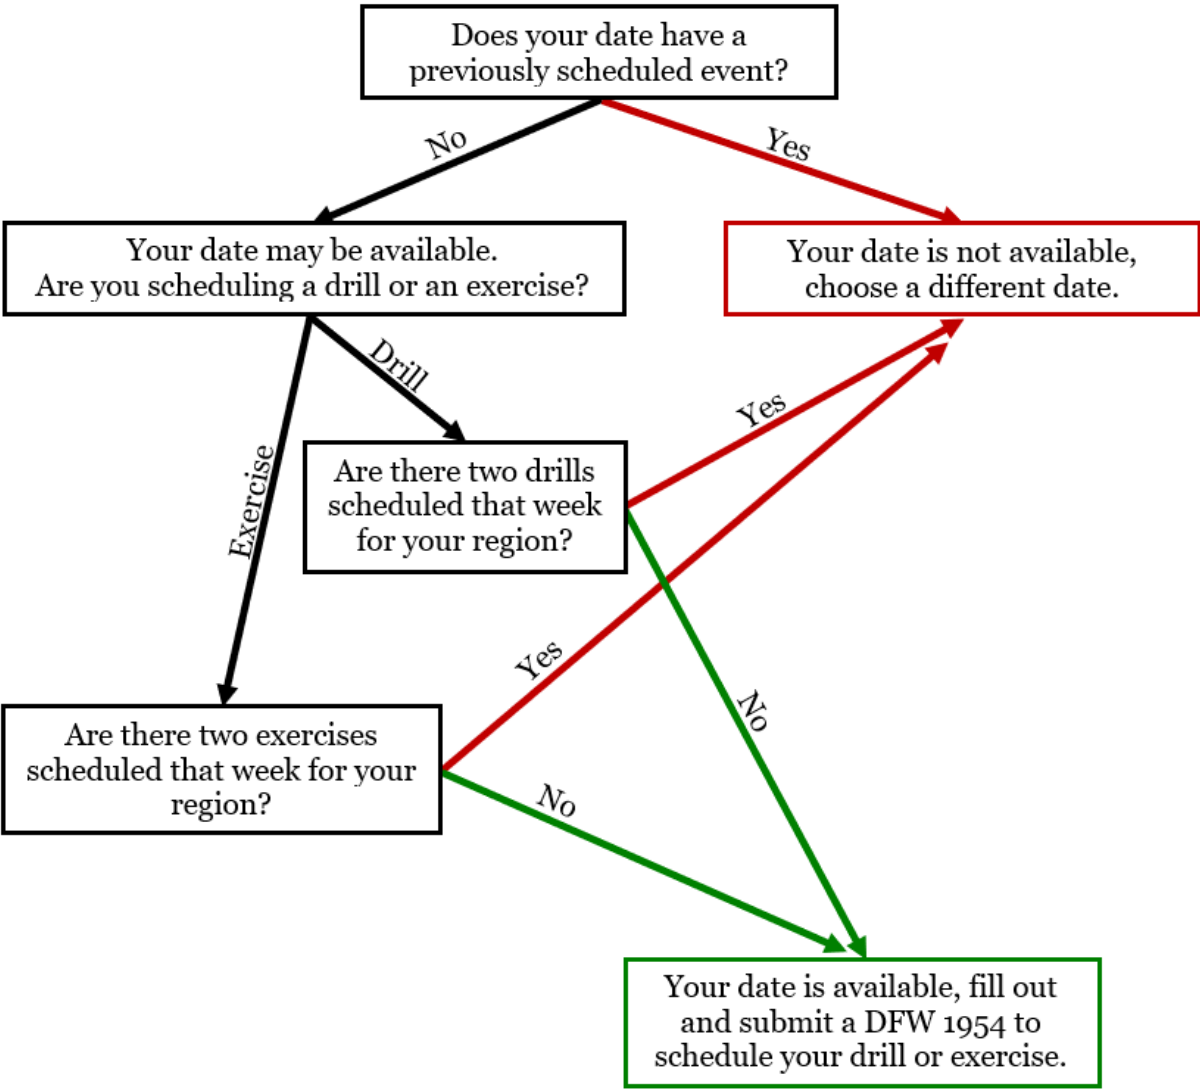 Does your date have a
previously scheduled event?
No
Yes
Your date may be available.
Are you scheduling a drill or an exercise?
Your date is not available,
choose a different date.
Drill
Yes
Exercise
Are there two drills
scheduled that week
for your region?
Yes
No
Are there two exercises
scheduled that week for your
region?
No
Your date is available, fill out
and submit a DFW 1954 to
schedule your drill or exercise.